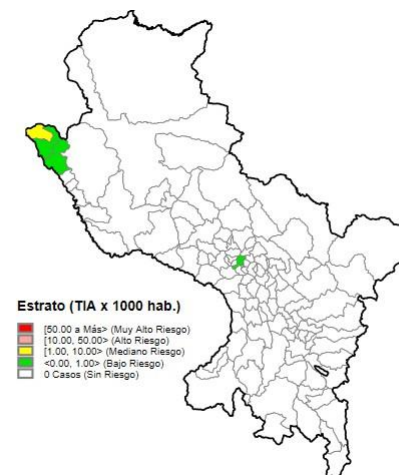 Estrato (TIA x 1000 hab.)
[50.00 a Más> (Muy Alto Riesgo)
[10.00, 50.00> (Alto Riesgo)
[1.00, 10.00> (Mediano Riesgo)
<0.00, 1.00> (Bajo Riesgo)
0 Casos (Sin Riesgo)